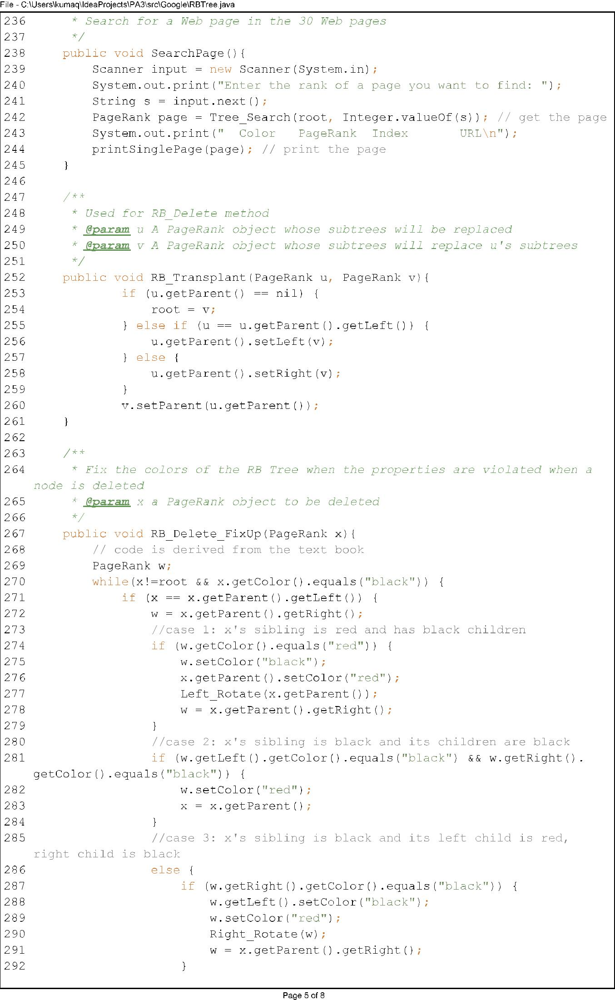 File - C:\Users\kumaq\IdeaProjects\PA3\src\Google\RBTree.java
236      * Search for a Web page in the 30 Web pages
237      */
238     public void SearchPage(){
239         Scanner input = new Scanner(System.in);
240         System.out.print("Enter the rank of a page you want to find: ");
241         String s = input.next();
242         PageRank page = Tree_Search(root, Integer.valueOf(s)); // get the page
243         System.out.print("  Color   PageRank  Index       URL\n");
244         printSinglePage(page); // print the page
245     }
246
247     /**
248      * Used for RB_Delete method
249      * @param u A PageRank object whose subtrees will be replaced
250      * @param v A PageRank object whose subtrees will replace u's subtrees
251      */
252     public void RB_Transplant(PageRank u, PageRank v){
253             if (u.getParent() == nil) {
254                 root = v;
255             } else if (u == u.getParent().getLeft()) {
256                 u.getParent().setLeft(v);
257             } else {
258                 u.getParent().setRight(v);
259             }
260             v.setParent(u.getParent());
261     }
262
263     /**
264      * Fix the colors of the RB Tree when the properties are violated when a
    node is deleted
265      * @param x a PageRank object to be deleted
266      */
267     public void RB_Delete_FixUp(PageRank x){
268         // code is derived from the text book
269         PageRank w;
270         while(x!=root && x.getColor().equals("black")) {
271             if (x == x.getParent().getLeft()) {
272                 w = x.getParent().getRight();
273                 //case 1: x's sibling is red and has black children
274                 if (w.getColor().equals("red")) {
275                     w.setColor("black");
276                     x.getParent().setColor("red");
277                     Left_Rotate(x.getParent());
278                     w = x.getParent().getRight();
279                 }
280                 //case 2: x's sibling is black and its children are black
281                 if (w.getLeft().getColor().equals("black") && w.getRight().
    getColor().equals("black")) {
282                     w.setColor("red");
283                     x = x.getParent();
284                 }
285                 //case 3: x's sibling is black and its left child is red,
    right child is black
286                 else {
287                     if (w.getRight().getColor().equals("black")) {
288                         w.getLeft().setColor("black");
289                         w.setColor("red");
290                         Right_Rotate(w);
291                         w = x.getParent().getRight();
292                     }
Page 5 of 8